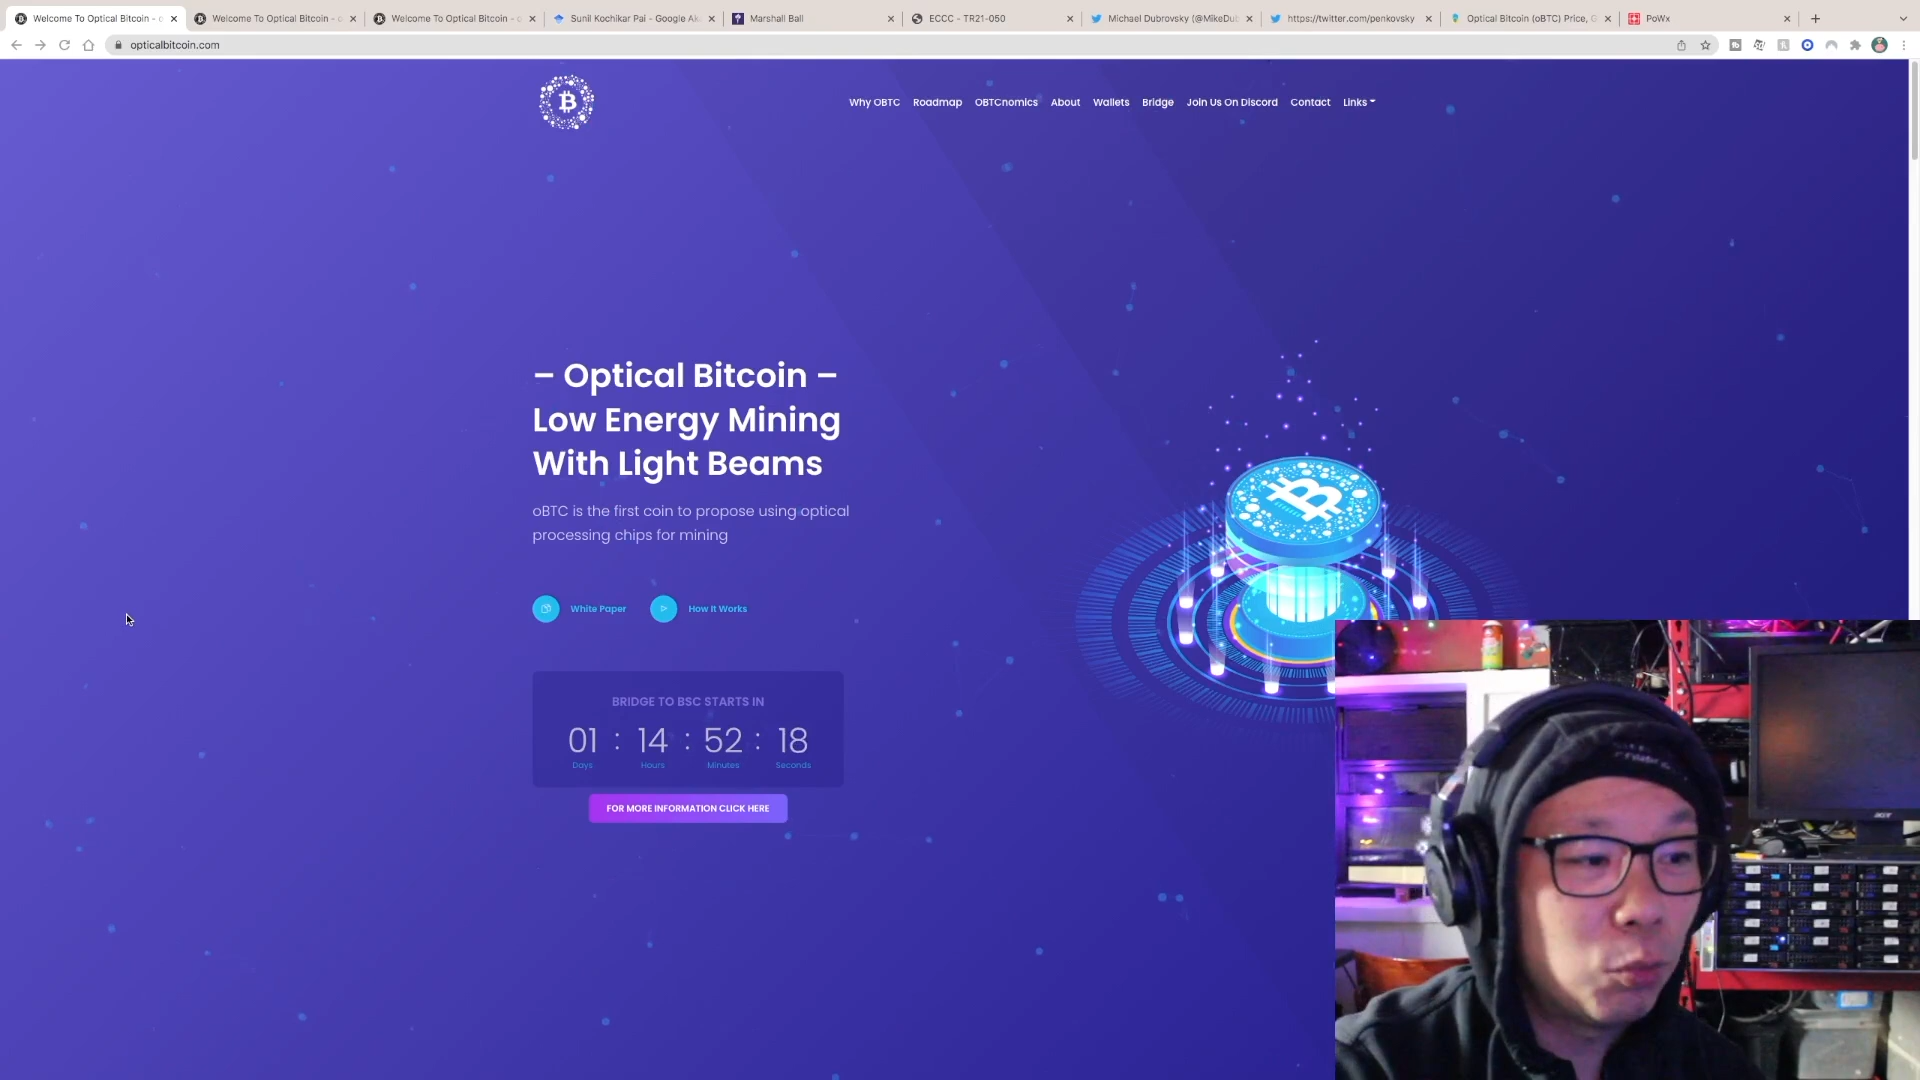 Welcome To Optical Bitcoin - o
Welcome To Optical Bitcoin - o
Welcome To Optical Bitcoin - o
Sunil Kochikar Pai - Google Ak
Marshall Ball
ECCC - TR21-050
Michael Dubrovsky (@MikeDub
https://twitter.com/penkovsky
Optical Bitcoin (oBTC) Price, G
PoWx
opticalbitcoin.com
Why OBTC
Roadmap
OBTCnomics
About
Wallets
Bridge
Join Us On Discord
Contact
Links
– Optical Bitcoin –
Low Energy Mining
With Light Beams
oBTC is the first coin to propose using optical
processing chips for mining
White Paper
How It Works
BRIDGE TO BSC STARTS IN
01 : 14 : 52 : 18
Days Hours Minutes Seconds
FOR MORE INFORMATION CLICK HERE
acer